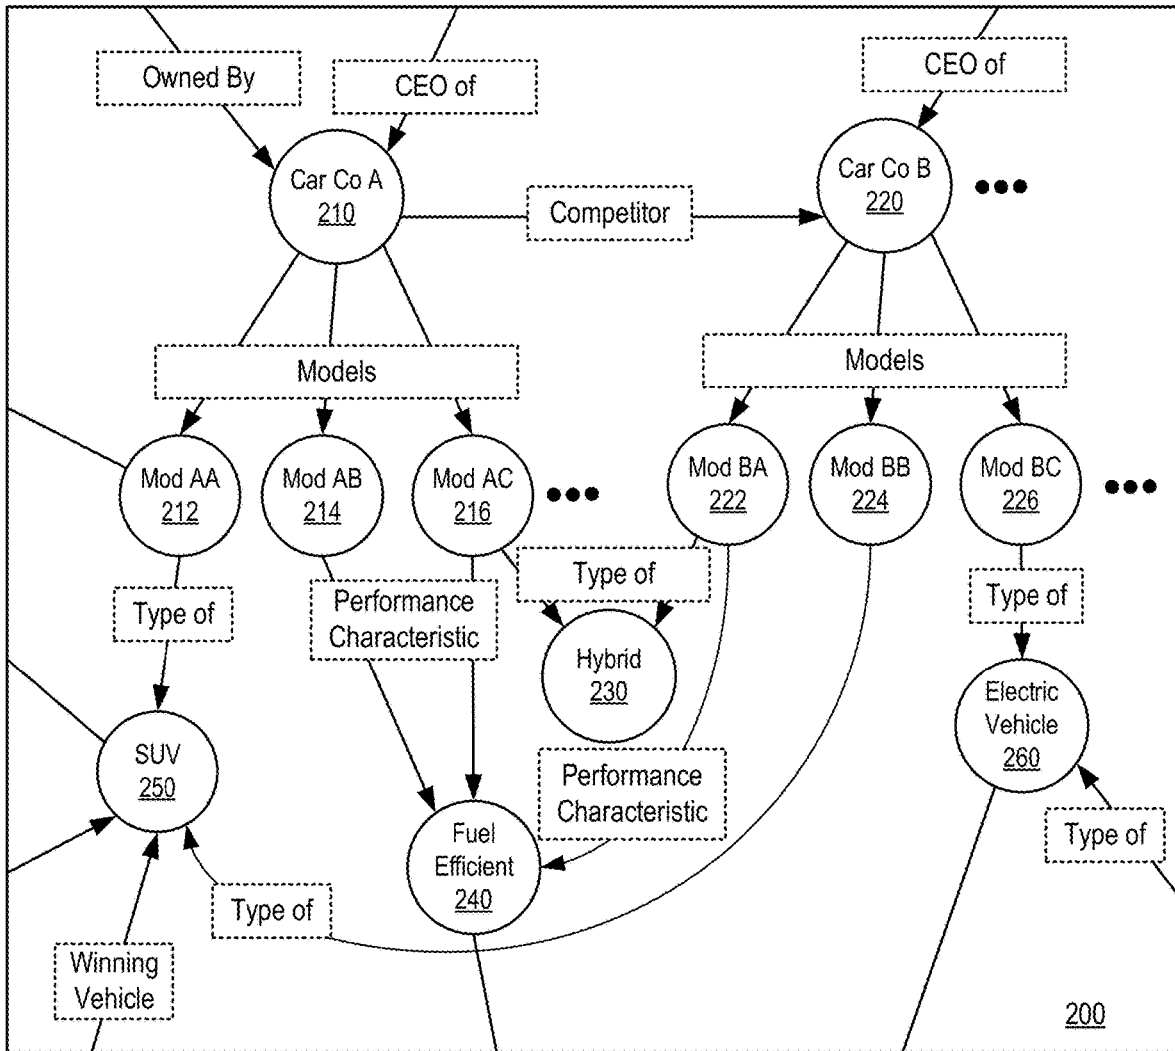 Owned By
CEO of
CEO of
Car Co A
210
Competitor
Car Co B
220
Models
Models
Mod AA
212
Mod AB
214
Mod AC
216
Mod BA
222
Mod BB
224
Mod BC
226
Type of
Performance
Characteristic
Type of
Type of
Hybrid
230
SUV
250
Electric
Vehicle
260
Performance
Characteristic
Fuel
Efficient
240
Type of
Type of
Winning
Vehicle
200